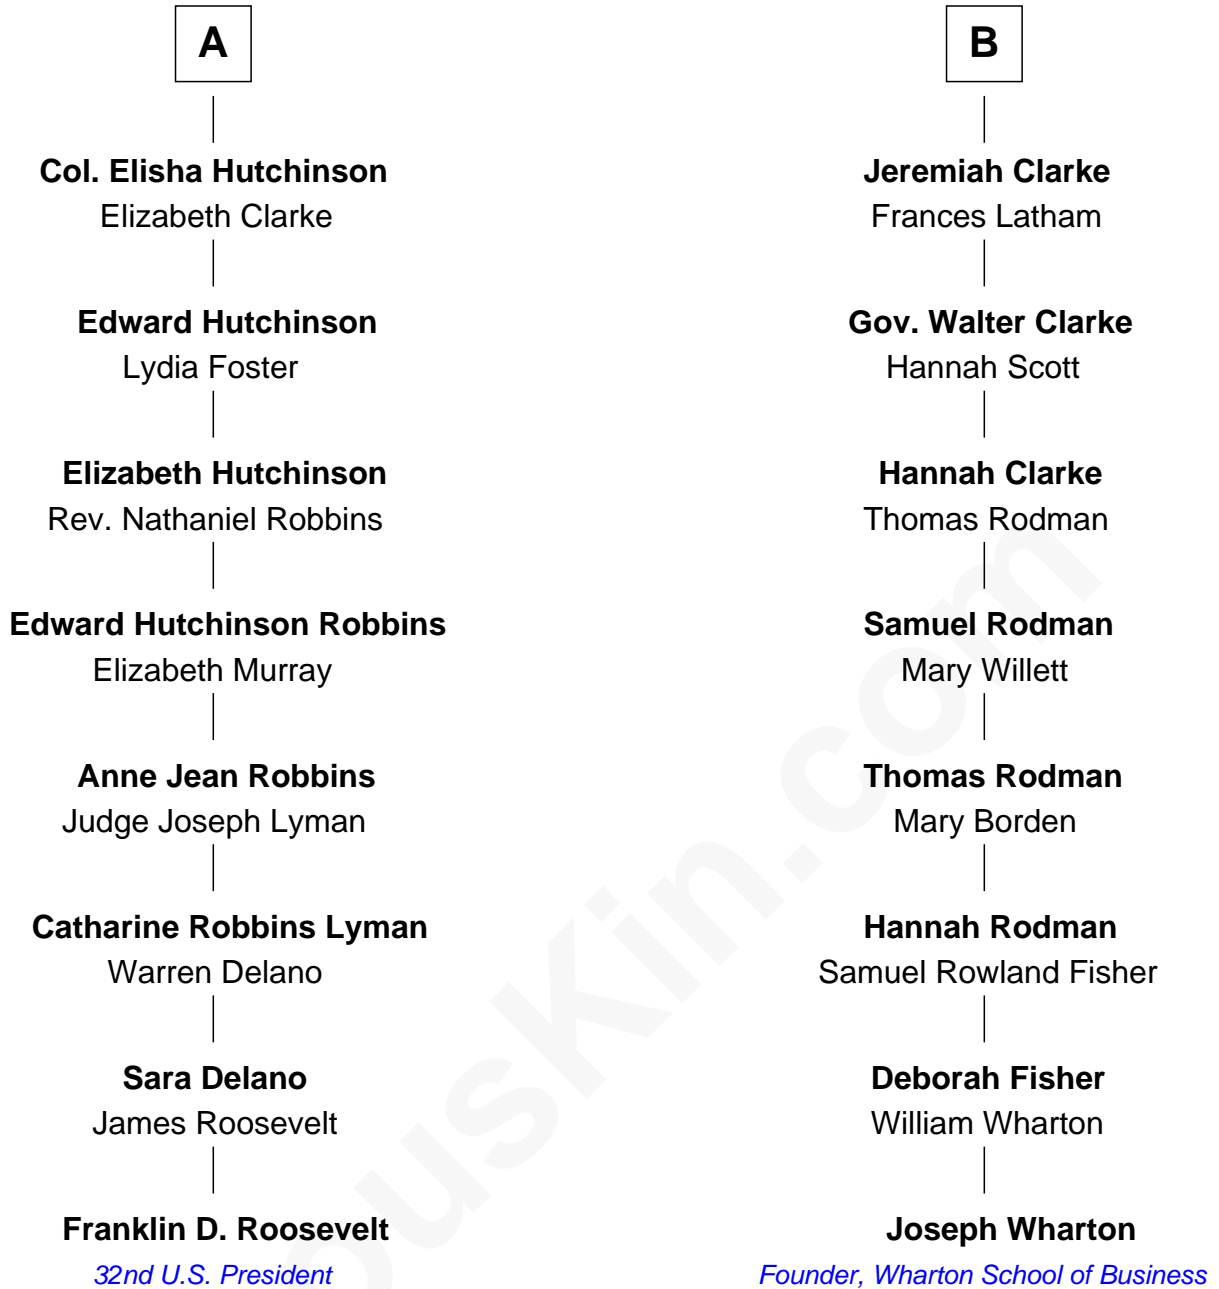 A
Col. Elisha Hutchinson
Elizabeth Clarke
Edward Hutchinson
Lydia Foster
Elizabeth Hutchinson
Rev. Nathaniel Robbins
Edward Hutchinson Robbins
Elizabeth Murray
Anne Jean Robbins
Judge Joseph Lyman
Catharine Robbins Lyman
Warren Delano
Sara Delano
James Roosevelt
Franklin D. Roosevelt
32nd U.S. President
B
Jeremiah Clarke
Frances Latham
Gov. Walter Clarke
Hannah Scott
Hannah Clarke
Thomas Rodman
Samuel Rodman
Mary Willett
Thomas Rodman
Mary Borden
Hannah Rodman
Samuel Rowland Fisher
Deborah Fisher
William Wharton
Joseph Wharton
Founder, Wharton School of Business
ousKin.com